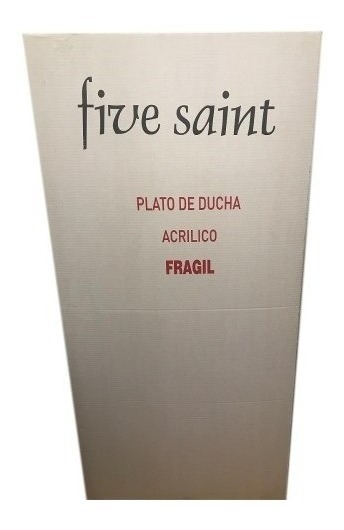 five saint
PLATO DE DUCHA
ACRILICO
FRAGIL